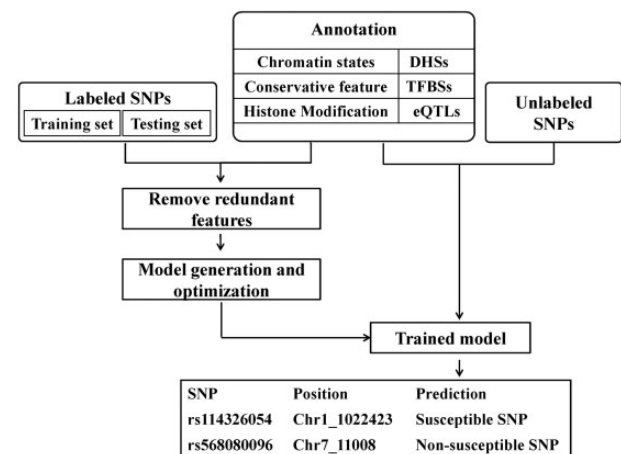 Annotation
Chromatin states DHSs
Conservative feature TFBSs
Histone Modification eQTLs
Labeled SNPs
Training set Testing set
Unlabeled
SNPs
Remove redundant
features
Model generation and
optimization
Trained model
SNP Position Prediction
rs114326054 Chr1_1022423 Susceptible SNP
rs568080096 Chr7_11008 Non-susceptible SNP